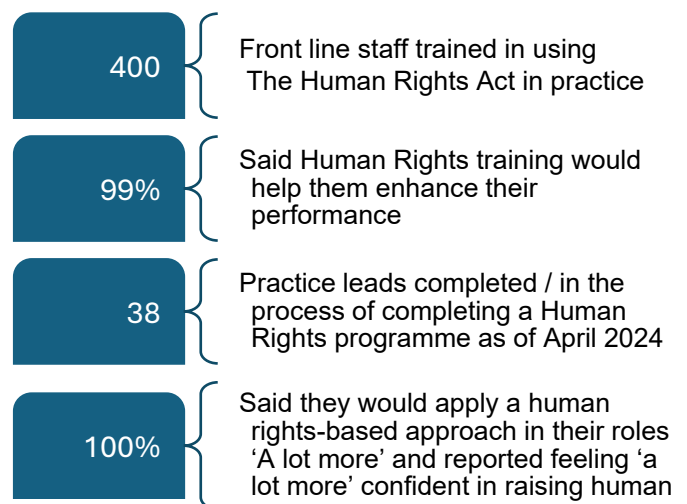 400
Front line staff trained in using
The Human Rights Act in practice
99%
Said Human Rights training would
help them enhance their
performance
38
Practice leads completed / in the
process of completing a Human
Rights programme as of April 2024
100%
Said they would apply a human
rights-based approach in their roles
‘A lot more’ and reported feeling ‘a
lot more’ confident in raising human